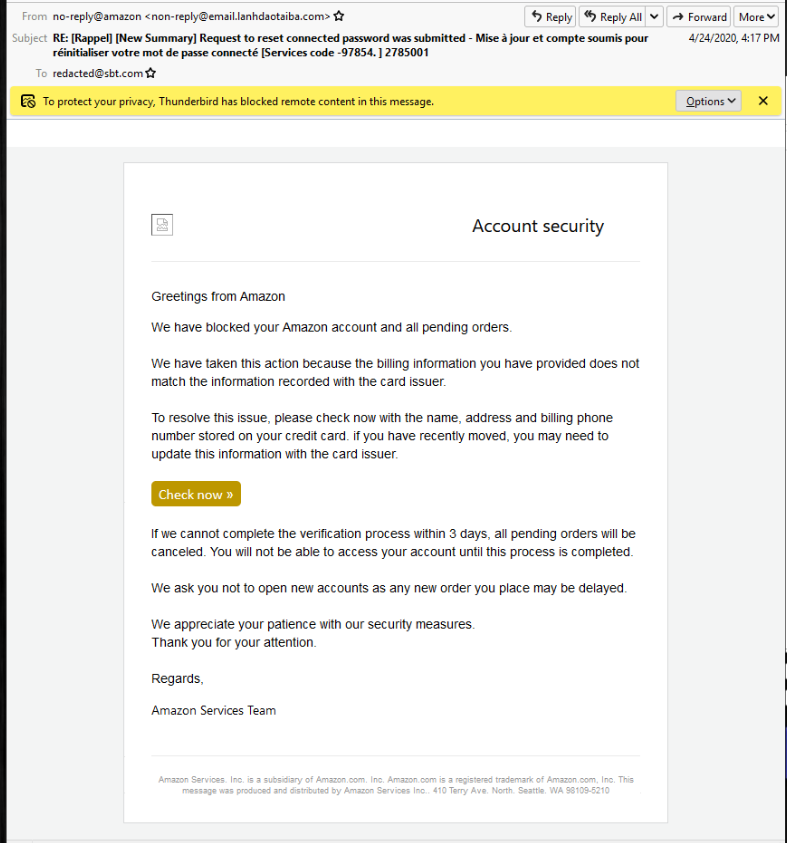 From no-reply@amazon <non-reply@email.lanhdaotaiba.com>
Reply Reply All Forward More
Subject RE: [Rappel] [New Summary] Request to reset connected password was submitted - Mise à jour et compte soumis pour
réinitialiser votre mot de passe connecté [Services code -97854. ] 2785001
4/24/2020, 4:17 PM
To redacted@sbt.com
To protect your privacy, Thunderbird has blocked remote content in this message.
Options
Account security
Greetings from Amazon
We have blocked your Amazon account and all pending orders.
We have taken this action because the billing information you have provided does not
match the information recorded with the card issuer.
To resolve this issue, please check now with the name, address and billing phone
number stored on your credit card. if you have recently moved, you may need to
update this information with the card issuer.
Check now »
If we cannot complete the verification process within 3 days, all pending orders will be
canceled. You will not be able to access your account until this process is completed.
We ask you not to open new accounts as any new order you place may be delayed.
We appreciate your patience with our security measures.
Thank you for your attention.
Regards,
Amazon Services Team
Amazon Services. Inc. is a subsidiary of Amazon.com. Inc. Amazon.com is a registered trademark of Amazon.com, Inc. This
message was produced and distributed by Amazon Services Inc.. 410 Terry Ave. North. Seattle. WA 98109-5210